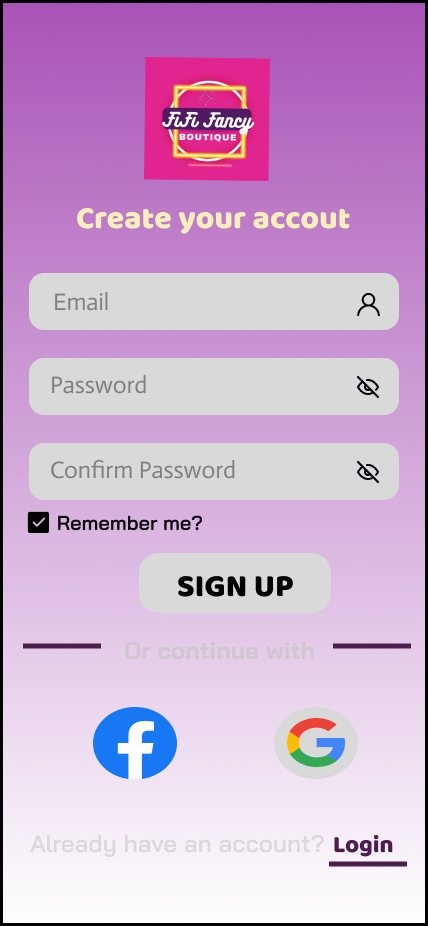 FiFi Fancy
BOUTIQUE
Create your accout
Email
Password
Confirm Password
Remember me?
SIGN UP
Or continue with
Already have an account? Login